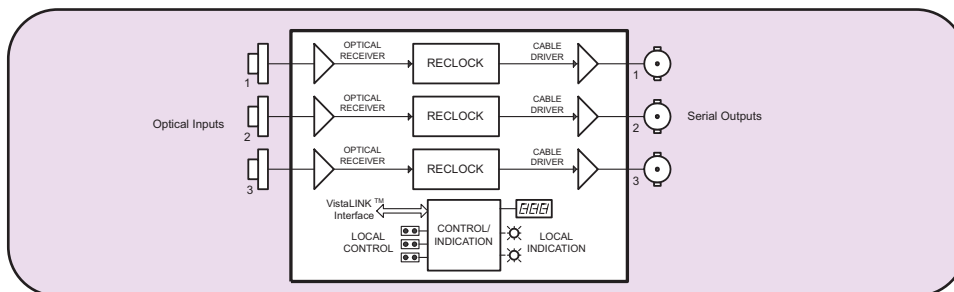 OPTICAL
RECEIVER
RECLOCK
CABLE
DRIVER
1
1
OPTICAL
RECEIVER
RECLOCK
CABLE
DRIVER
Optical Inputs
Serial Outputs
2
2
OPTICAL
RECEIVER
RECLOCK
CABLE
DRIVER
3
3
VistaLINK TM
Interface
LOCAL
CONTROL
CONTROL/
INDICATION
LOCAL
INDICATION